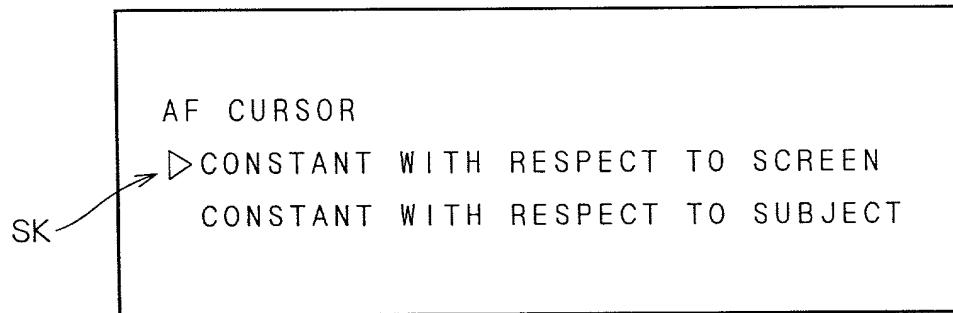 AF CURSOR
▷CONSTANT WITH RESPECT TO SCREEN
CONSTANT WITH RESPECT TO SUBJECT
SK